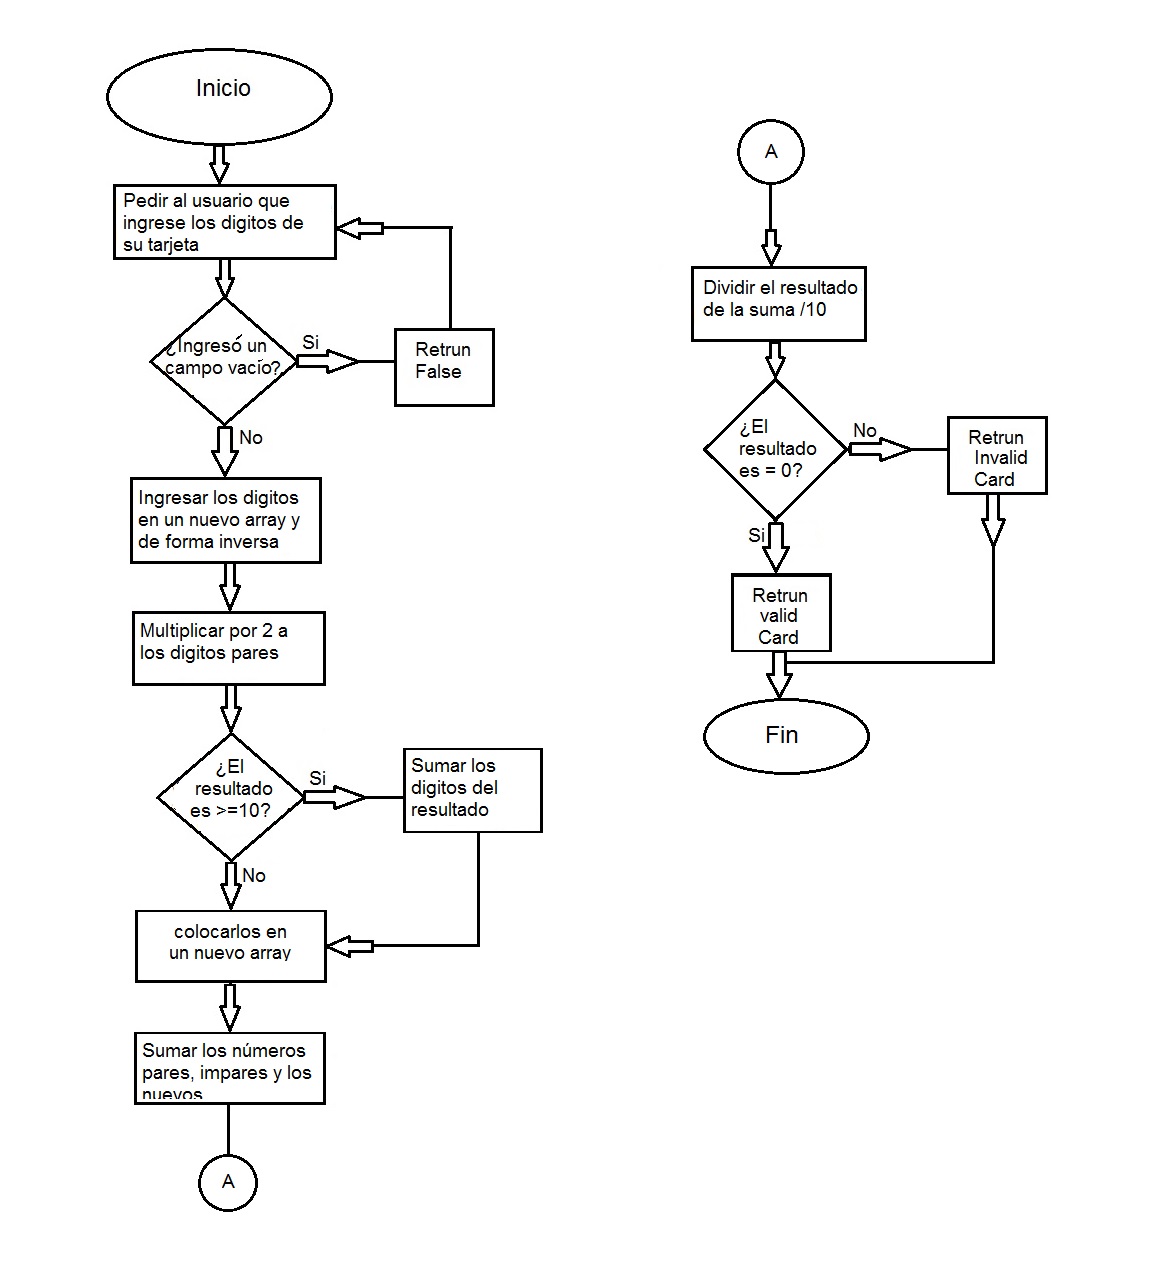 Inicio
Pedir al usuario que
ingrese los digitos de
su tarjeta
¿Ingresó un
campo vacío?
Si
Retrun
False
No
Ingresar los digitos
en un nuevo array y
de forma inversa
Multiplicar por 2 a
los digitos pares
¿El
resultado
es >=10?
Si
Sumar los
digitos del
resultado
No
colocarlos en
un nuevo array
Sumar los números
pares, impares y los
nuevos
A
A
Dividir el resultado
de la suma /10
¿El
resultado
es = 0?
No
Retrun
Invalid
Card
Si
Retrun
valid
Card
Fin